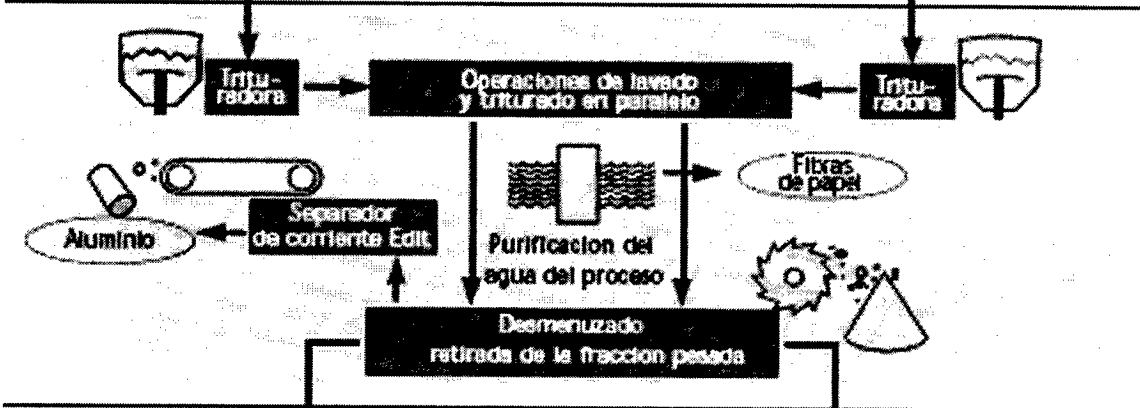 Tritu-
radora
Operaciones de lavado
y triturado en paralelo
Tritu-
radora
Fibras
de papel
Separador
de corriente Edit
Aluminio
Purificacion del
agua del proceso
Desmenuzado
retirada de la fraccion pesada